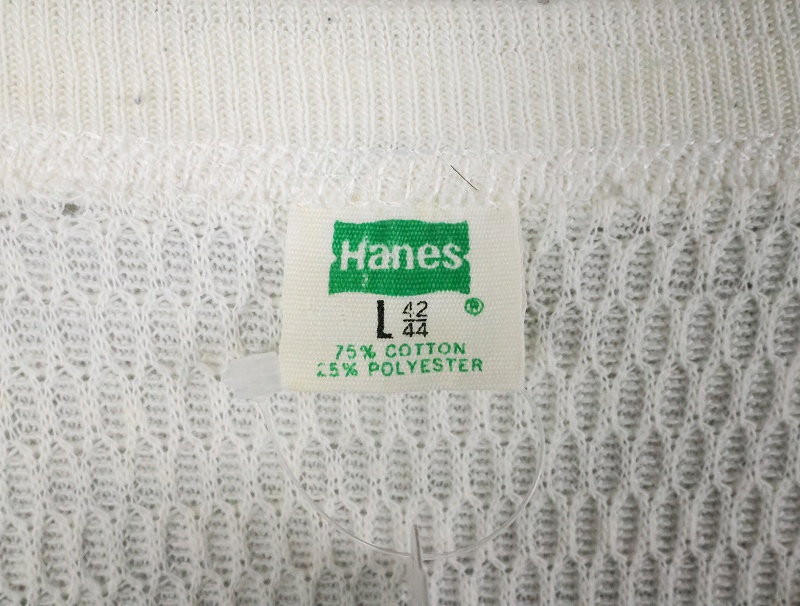 Hanes
®
L 42/44
75% COTTON
25% POLYESTER